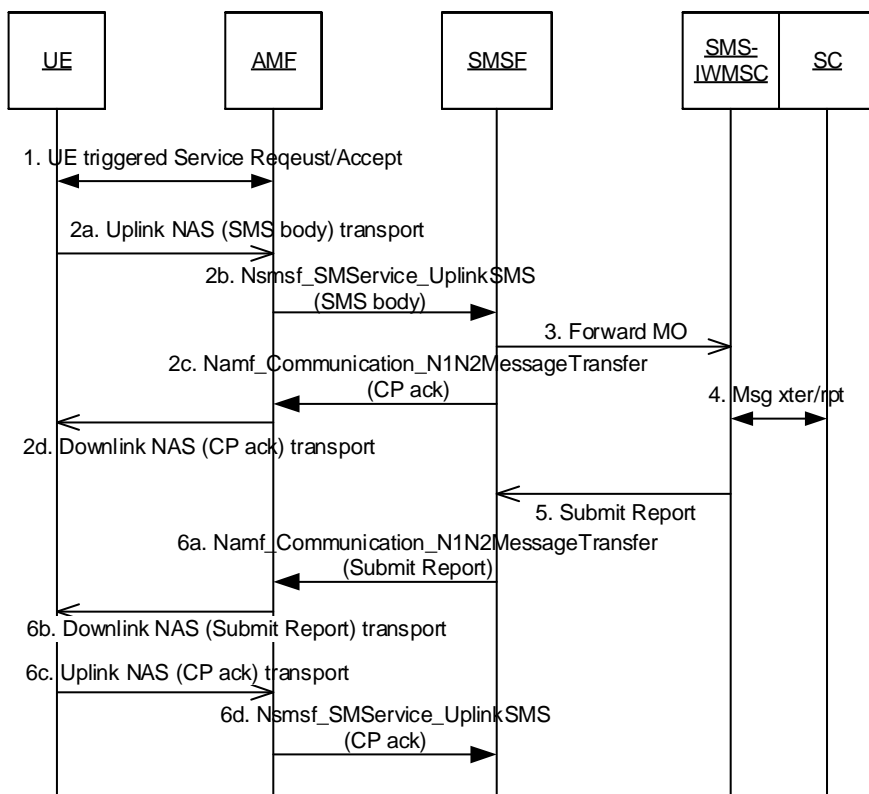 UE
AMF
SMSF
SMS-
IWMSC
SC
1. UE triggered Service Reqeust/Accept
2a. Uplink NAS (SMS body) transport
2b. Nsmsf_SMService_UplinkSMS
(SMS body)
3. Forward MO
2c. Namf_Communication_N1N2MessageTransfer
(CP ack)
4. Msg xter/rpt
2d. Downlink NAS (CP ack) transport
5. Submit Report
6a. Namf_Communication_N1N2MessageTransfer
(Submit Report)
6b. Downlink NAS (Submit Report) transport
6c. Uplink NAS (CP ack) transport
6d. Nsmsf_SMService_UplinkSMS
(CP ack)